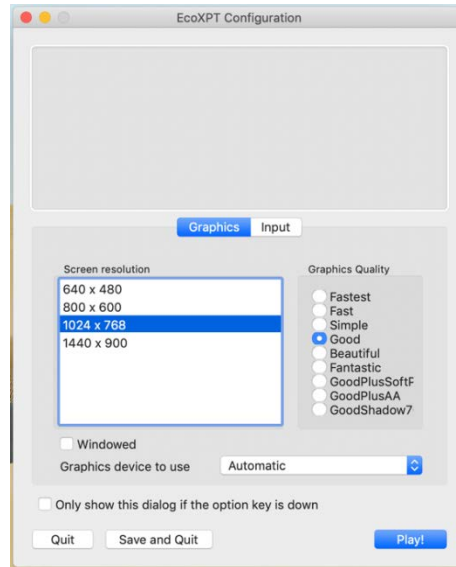 EcoXPT Configuration
Graphics Input
Screen resolution
640 x 480
800 x 600
1024 x 768
1440 x 900
Graphics Quality
Fastest
Fast
Simple
Good
Beautiful
Fantastic
GoodPlusSoftF
GoodPlusAA
GoodShadow7
Windowed
Graphics device to use Automatic
Only show this dialog if the option key is down
Quit Save and Quit Play!